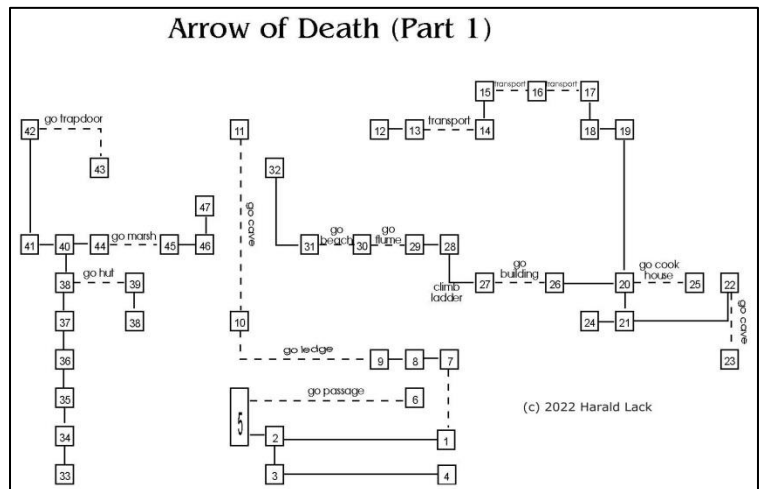 Arrow of Death (Part 1)
15 transport 16 transport 17
42 go trapdoor 11 12 13 transport 14 18 19
43 32
47
go cave
41 40 44 go marsh 45 46 31 go beach 30 go flume 29 28
38 go hut 39 climb ladder 27 go building 26 20 go cook house 25 22
37 38 10 24 21 go cave
36 go ledge 9 8 7 23
35 5 go passage 6
(c) 2022 Harald Lack
34 2 1
33 3 4